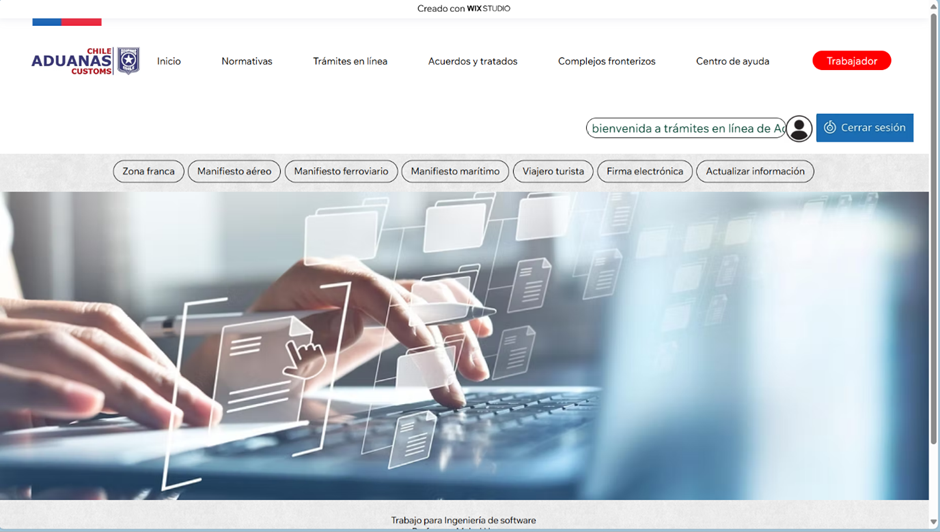 Creado con WIX STUDIO
CHILE
ADUANAS
CUSTOMS
Inicio
Normativas
Trámites en línea
Acuerdos y tratados
Complejos fronterizos
Centro de ayuda
Trabajador
bienvenida a trámites en línea de
Cerrar sesión
Zona franca
Manifiesto aéreo
Manifiesto ferroviario
Manifiesto marítimo
Viajero turista
Firma electrónica
Actualizar información
Trabajo para Ingeniería de software